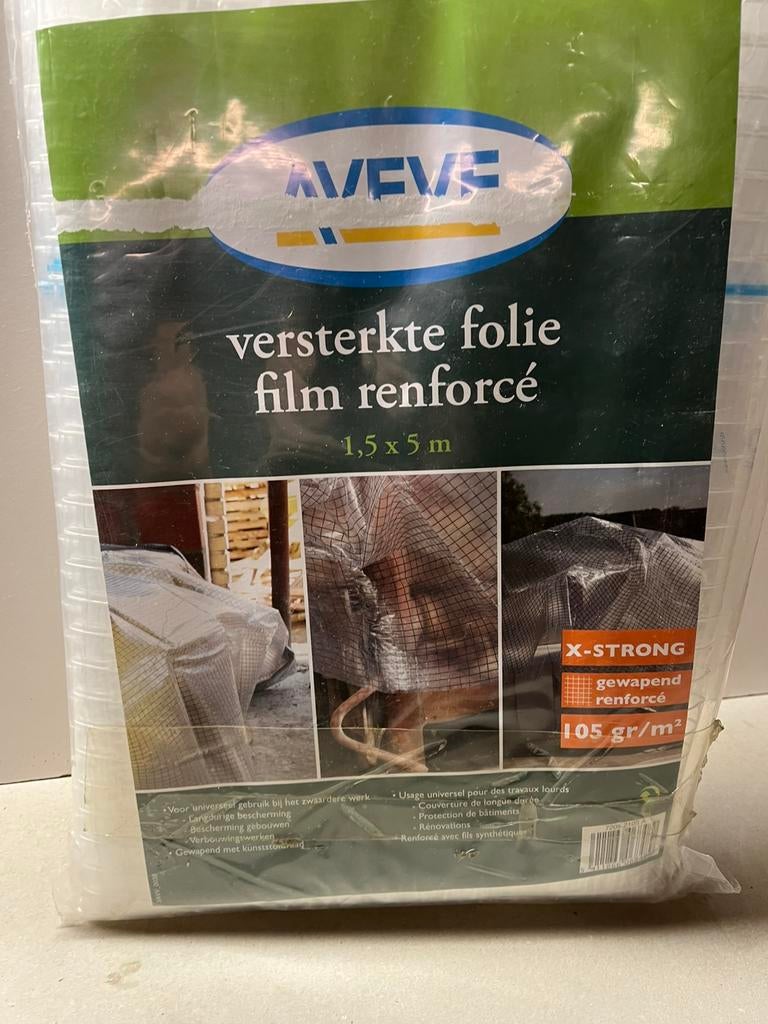 AVEVE
versterkte folie
film renforcé
1,5 x 5 m
X-STRONG
gewapend
renforcé
105 gr/m²
• Voor universeel gebruik bij het zwaardere werk
- Langdurige bescherming
- Bescherming gebouwen
- Verbouwingswerken
• Gewapend met kunststofdraad
• Usage universel pour des travaux lourds
- Couverture de longue durée
- Protection de bâtiments
- Rénovations
• Renforcé avec fils synthétiques